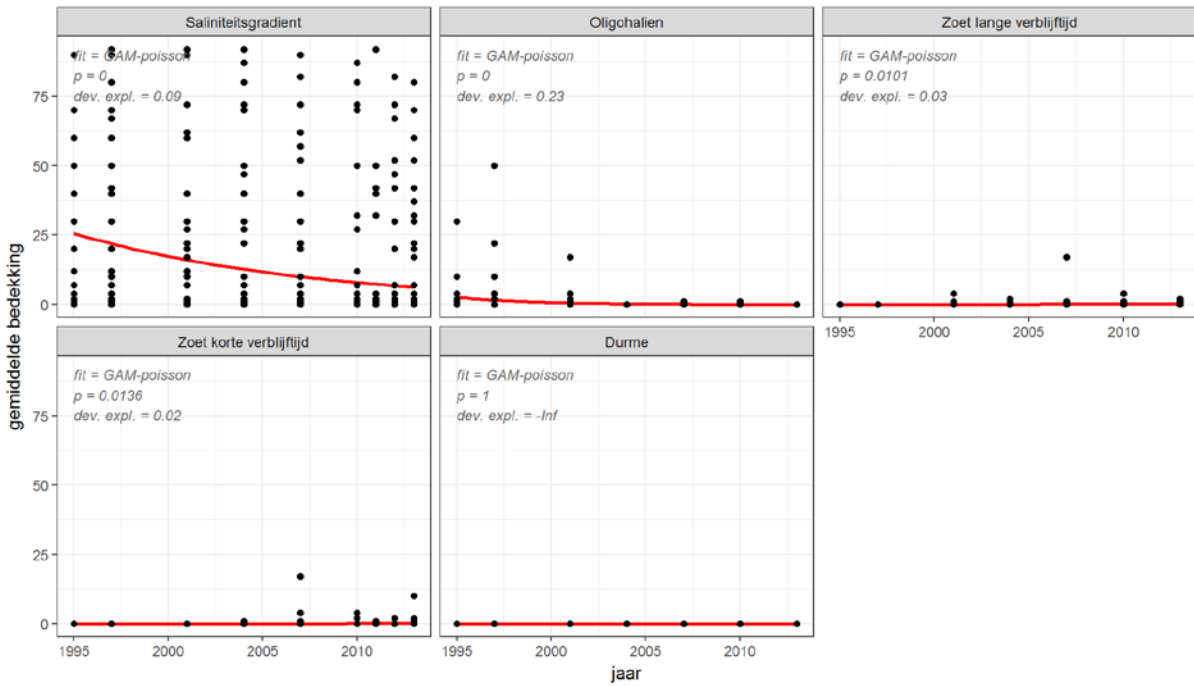 Saliniteitsgradient
fit = GAM-poisson
p = 0
dev. expl. = 0.09
Oligohalien
fit = GAM-poisson
p = 0
dev. expl. = 0.23
Zoet lange verblijftijd
fit = GAM-poisson
p = 0.0101
dev. expl. = 0.03
75
50
25
0
1995
2000
2005
2010
gemiddelde bedekking
Zoet korte verblijftijd
fit = GAM-poisson
p = 0.0136
dev. expl. = 0.02
Durme
fit = GAM-poisson
p = 1
dev. expl. = -Inf
75
50
25
0
1995
2000
2005
2010
1995
2000
2005
2010
jaar